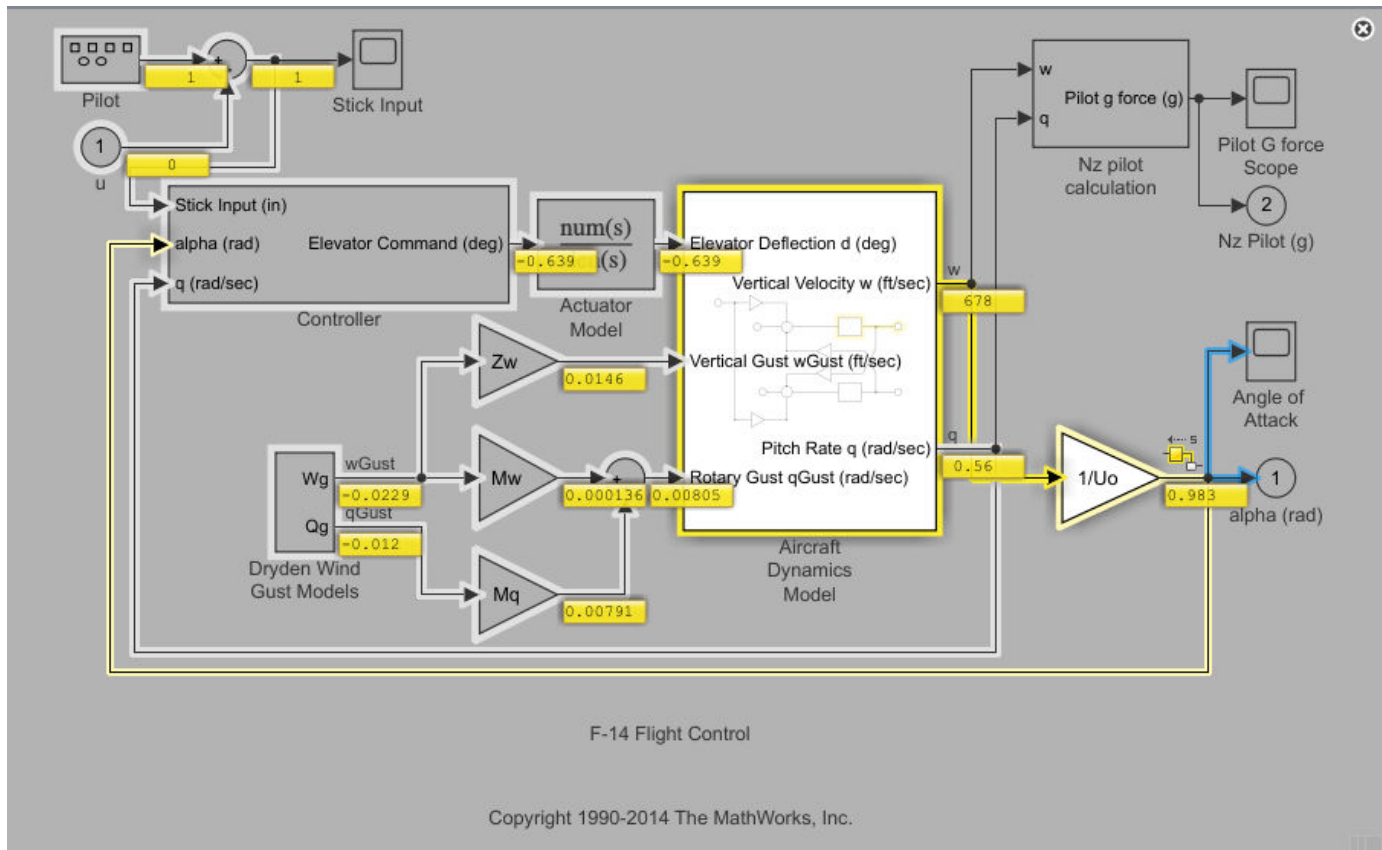 Pilot
1
+
-
1
Stick Input
1
u
0
w
Pilot g force (g)
q
Nz pilot
calculation
Pilot G force
Scope
2
Nz Pilot (g)
Stick Input (in)
alpha (rad)
Elevator Command (deg)
q (rad/sec)
Controller
-0.639
num(s)
(s)
Actuator
Model
-0.639
Elevator Deflection d (deg)
Vertical Velocity w (ft/sec)
w
678
Zw
0.0146
Vertical Gust wGust (ft/sec)
Angle of
Attack
Pitch Rate q (rad/sec)
q
0.56
Wg
wGust
-0.0229
Mw
0.000136
+
0.00805
Rotary Gust qGust (rad/sec)
1/Uo
s
0.983
1
alpha (rad)
Qg
qGust
-0.012
Dryden Wind
Gust Models
Mq
0.00791
Aircraft
Dynamics
Model
F-14 Flight Control
Copyright 1990-2014 The MathWorks, Inc.